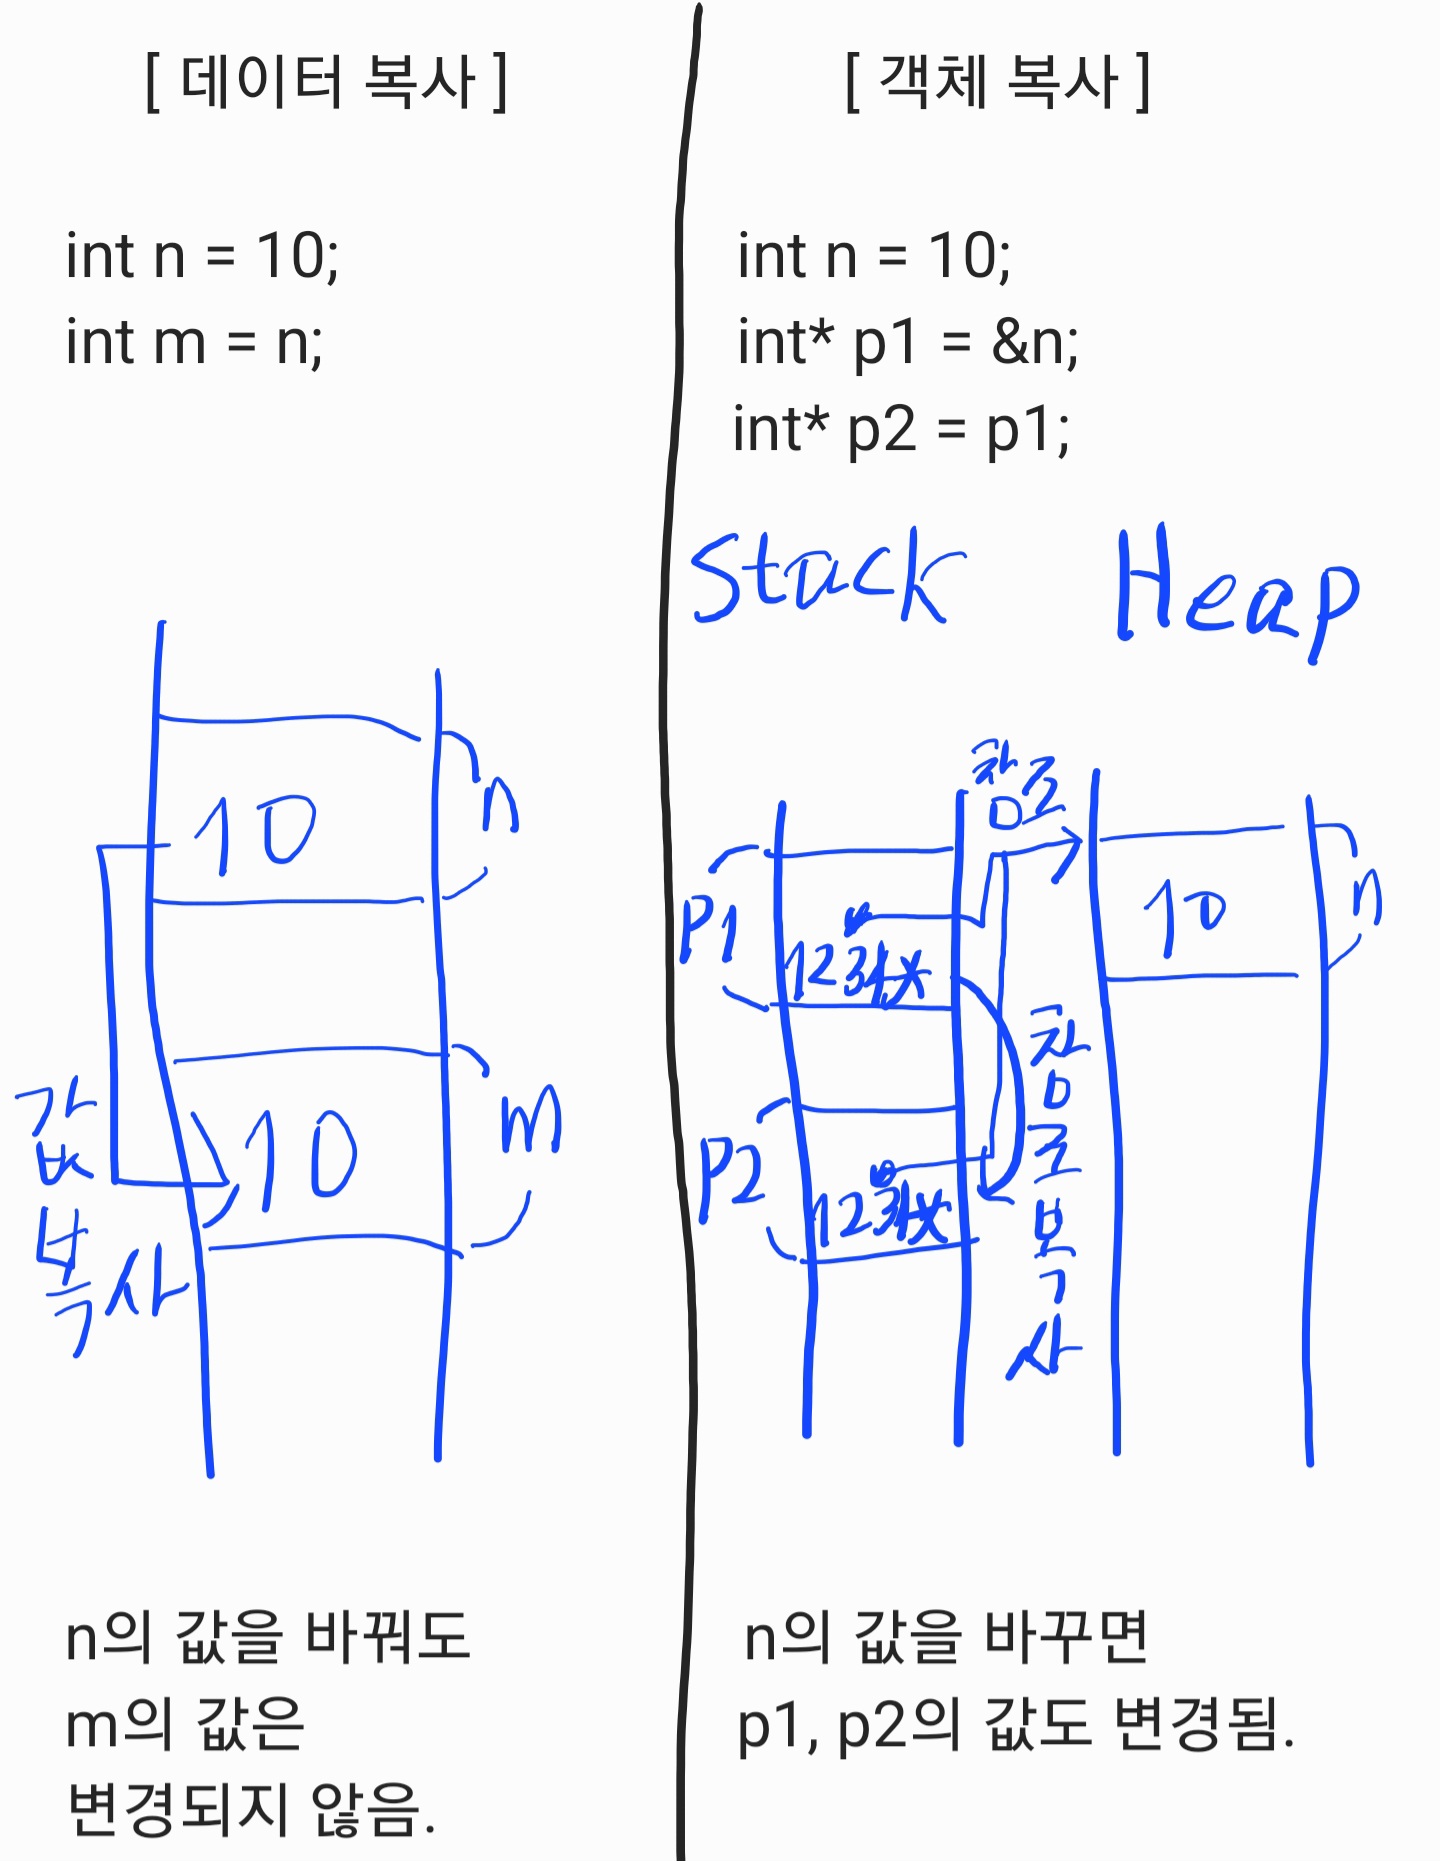 [ 데이터 복사 ]
int n = 10;
int m = n;
10
n
10
m
값
복
사
n의 값을 바꿔도
m의 값은
변경되지 않음.
[ 객체 복사 ]
int n = 10;
int* p1 = &n;
int* p2 = p1;
Stack
Heap
참조
P1
10
n
참
조
복
사
P2
n의 값을 바꾸면
p1, p2의 값도 변경됨.